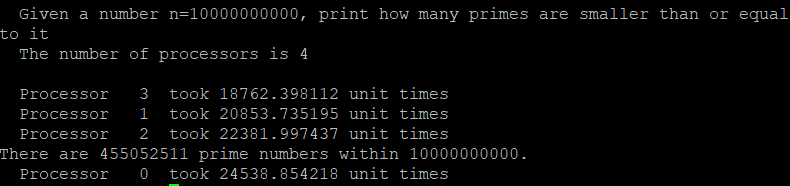 Given a number n=10000000000, print how many primes are smaller than or equal
to it
The number of processors is 4
Processor 3 took 18762.398112 unit times
Processor 1 took 20853.735195 unit times
Processor 2 took 22381.997437 unit times
There are 455052511 prime numbers within 10000000000.
Processor 0 took 24538.854218 unit times